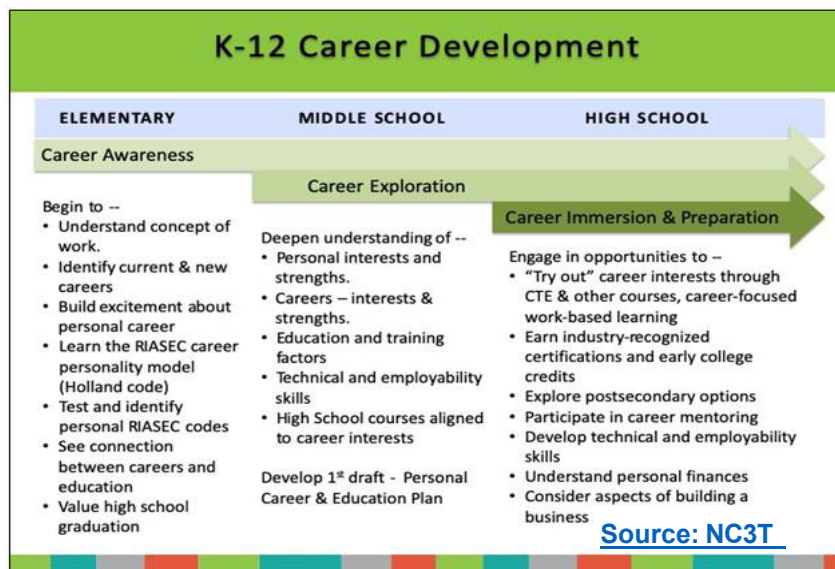 K-12 Career Development
ELEMENTARY
MIDDLE SCHOOL
HIGH SCHOOL
Career Awareness
Career Exploration
Career Immersion & Preparation
Begin to --
• Understand concept of
work.
• Identify current & new
careers
• Build excitement about
personal career
• Learn the RIASEC career
personality model
(Holland code)
• Test and identify
personal RIASEC codes
• See connection
between careers and
education
• Value high school
graduation
Deepen understanding of --
• Personal interests and
strengths.
• Careers – interests &
strengths.
• Education and training
factors
• Technical and employability
skills
• High School courses aligned
to career interests
Develop 1st draft - Personal
Career & Education Plan
Engage in opportunities to --
• “Try out” career interests through
CTE & other courses, career-focused
work-based learning
• Earn industry-recognized
certifications and early college
credits
• Explore postsecondary options
• Participate in career mentoring
• Develop technical and employability
skills
• Understand personal finances
• Consider aspects of building a
business
Source: NC3T